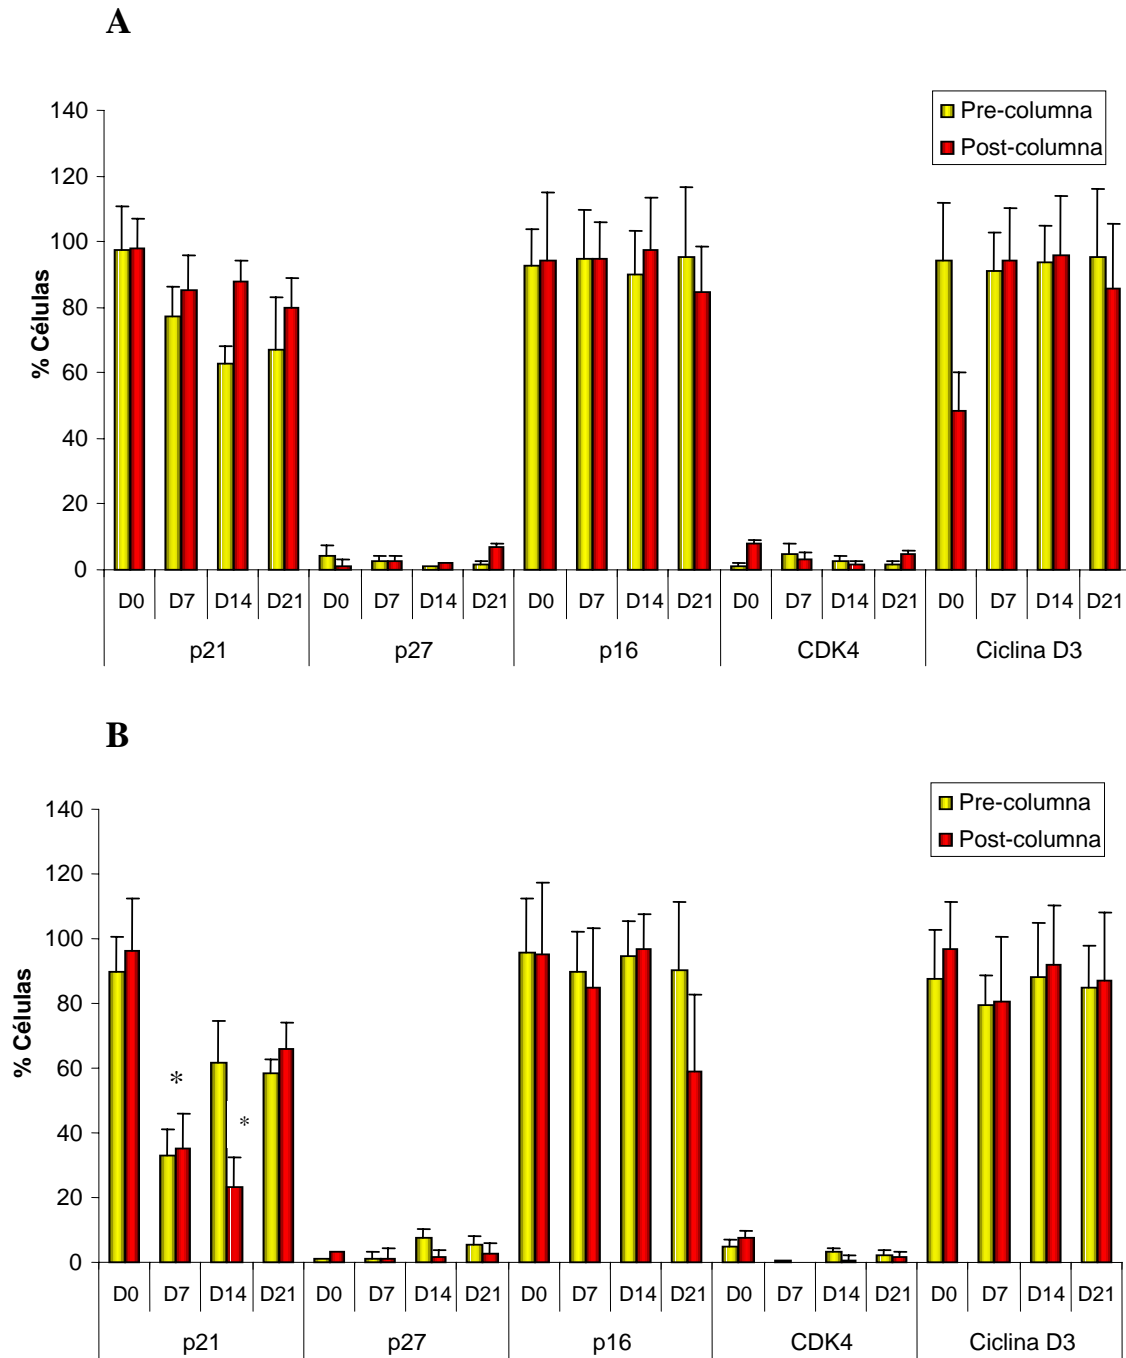 A
Pre-columna
Post-columna
140
120
100
80
60
40
20
0
% Células
D0 D7 D14 D21 D0 D7 D14 D21 D0 D7 D14 D21 D0 D7 D14 D21 D0 D7 D14 D21
p21 p27 p16 CDK4 Ciclina D3
B
Pre-columna
Post-columna
140
120
100
80
60
40
20
0
% Células
*
*
D0 D7 D14 D21 D0 D7 D14 D21 D0 D7 D14 D21 D0 D7 D14 D21 D0 D7 D14 D21
p21 p27 p16 CDK4 Ciclina D3